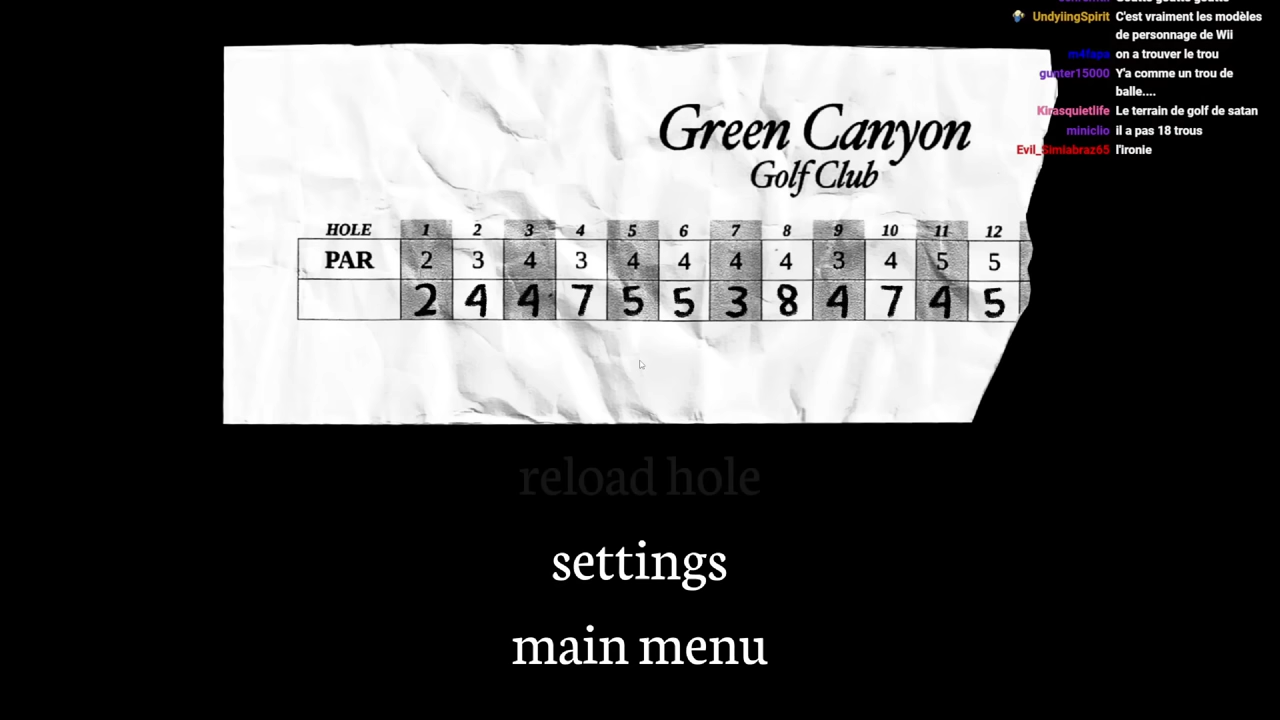 UndyiingSpirit C'est vraiment les modèles
de personnage de Wii
m4fapa on a trouver le trou
gunter15000 Y'a comme un trou de
balle....
Kirasquietlife Le terrain de golf de satan
miniclio il a pas 18 trous
Evil_Simiabraz65 l'ironie
Green Canyon
Golf Club
HOLE 1 2 3 4 5 6 7 8 9 10 11 12
PAR 2 3 4 3 4 4 4 4 3 4 5 5
2 4 4 7 5 5 3 8 4 7 4 5
reload hole
settings
main menu